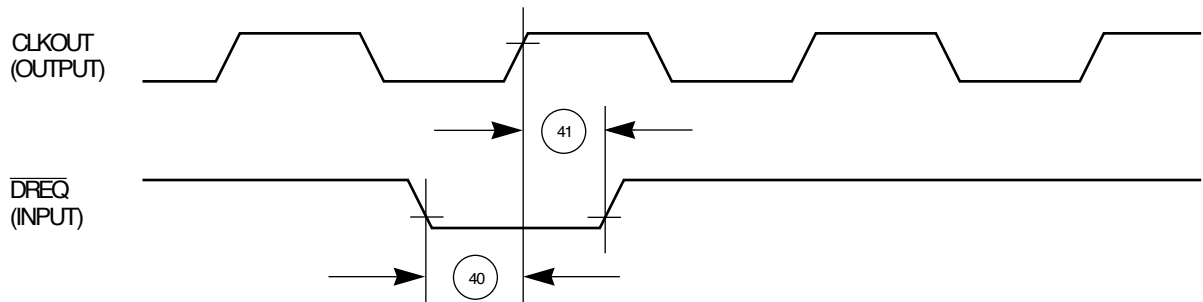 CLKOUT
(OUTPUT)
41
DREQ
(INPUT)
40